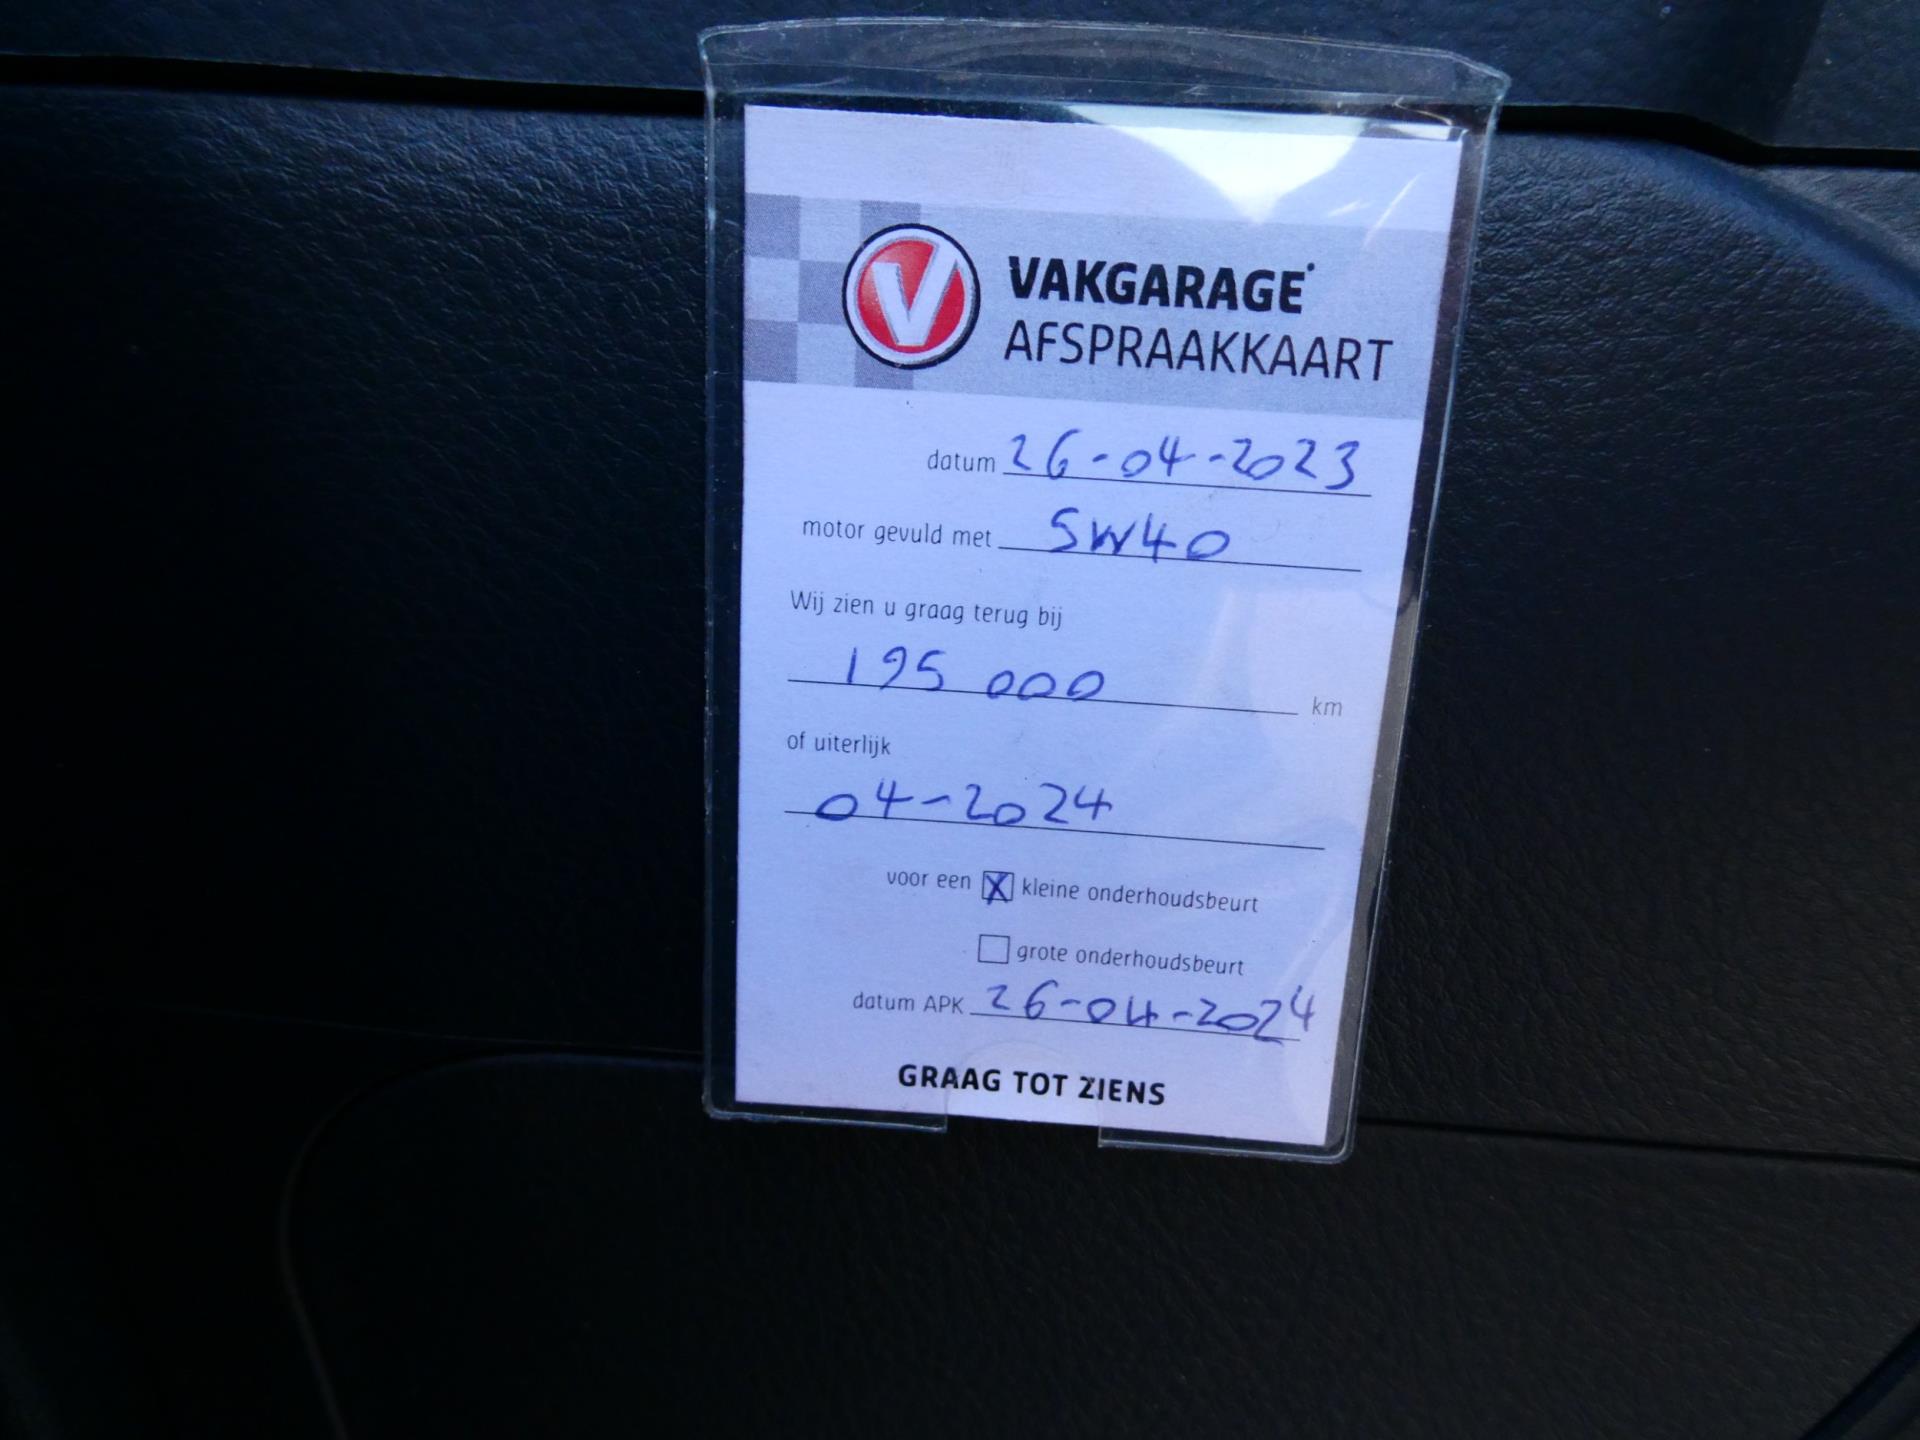 V VAKGARAGE
AFSPRAAKKAART
datum 26-04-2023
motor gevuld met 5W40
Wij zien u graag terug bij
195 000 km
of uiterlijk
04-2024
voor een X kleine onderhoudsbeurt
grote onderhoudsbeurt
datum APK 26-04-2024
GRAAG TOT ZIENS